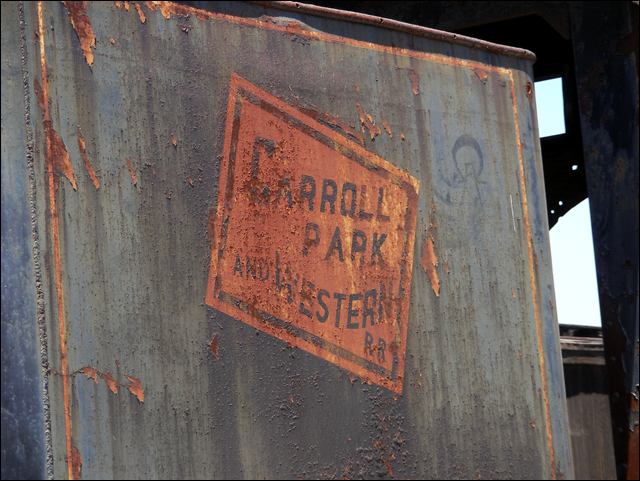 CARROLL
PARK
AND WESTERN
R.R.